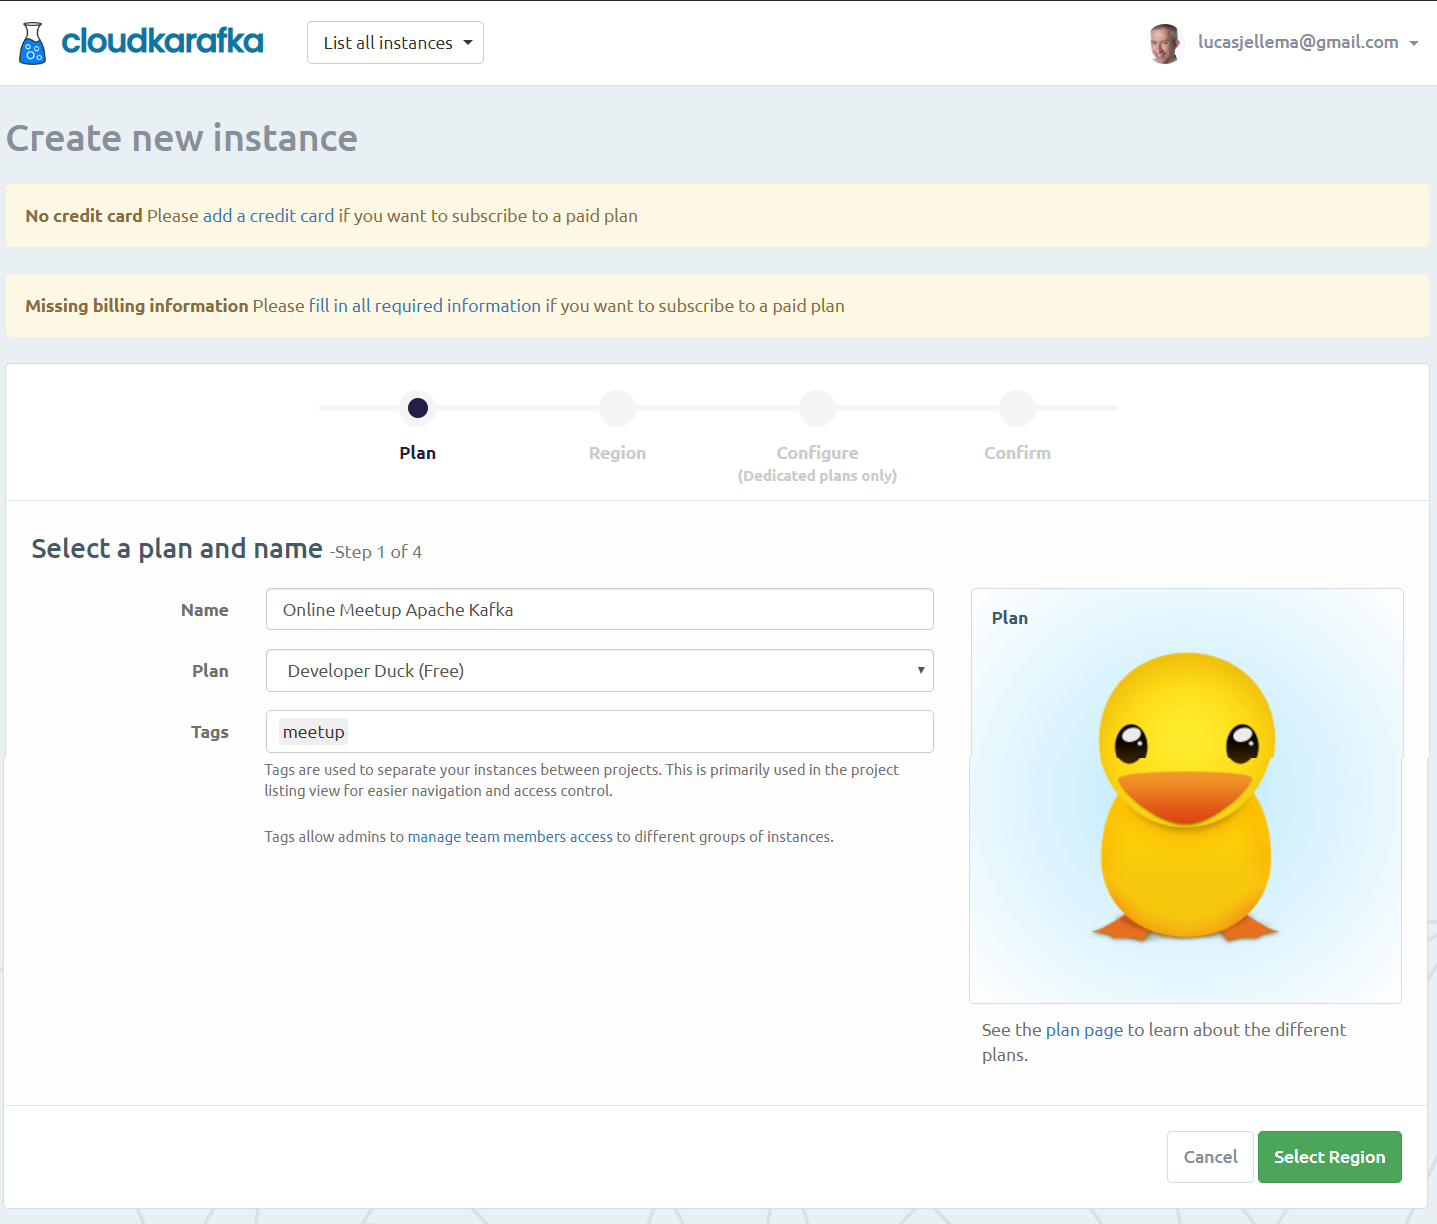 cloudkarafka
List all instances
lucasjellema@gmail.com
Create new instance
No credit card Please add a credit card if you want to subscribe to a paid plan
Missing billing information Please fill in all required information if you want to subscribe to a paid plan
Plan
Region
Configure
(Dedicated plans only)
Confirm
Select a plan and name -Step 1 of 4
Name
Online Meetup Apache Kafka
Plan
Developer Duck (Free)
Tags
meetup
Tags are used to separate your instances between projects. This is primarily used in the project
listing view for easier navigation and access control.
Tags allow admins to manage team members access to different groups of instances.
Plan
See the plan page to learn about the different
plans.
Cancel
Select Region